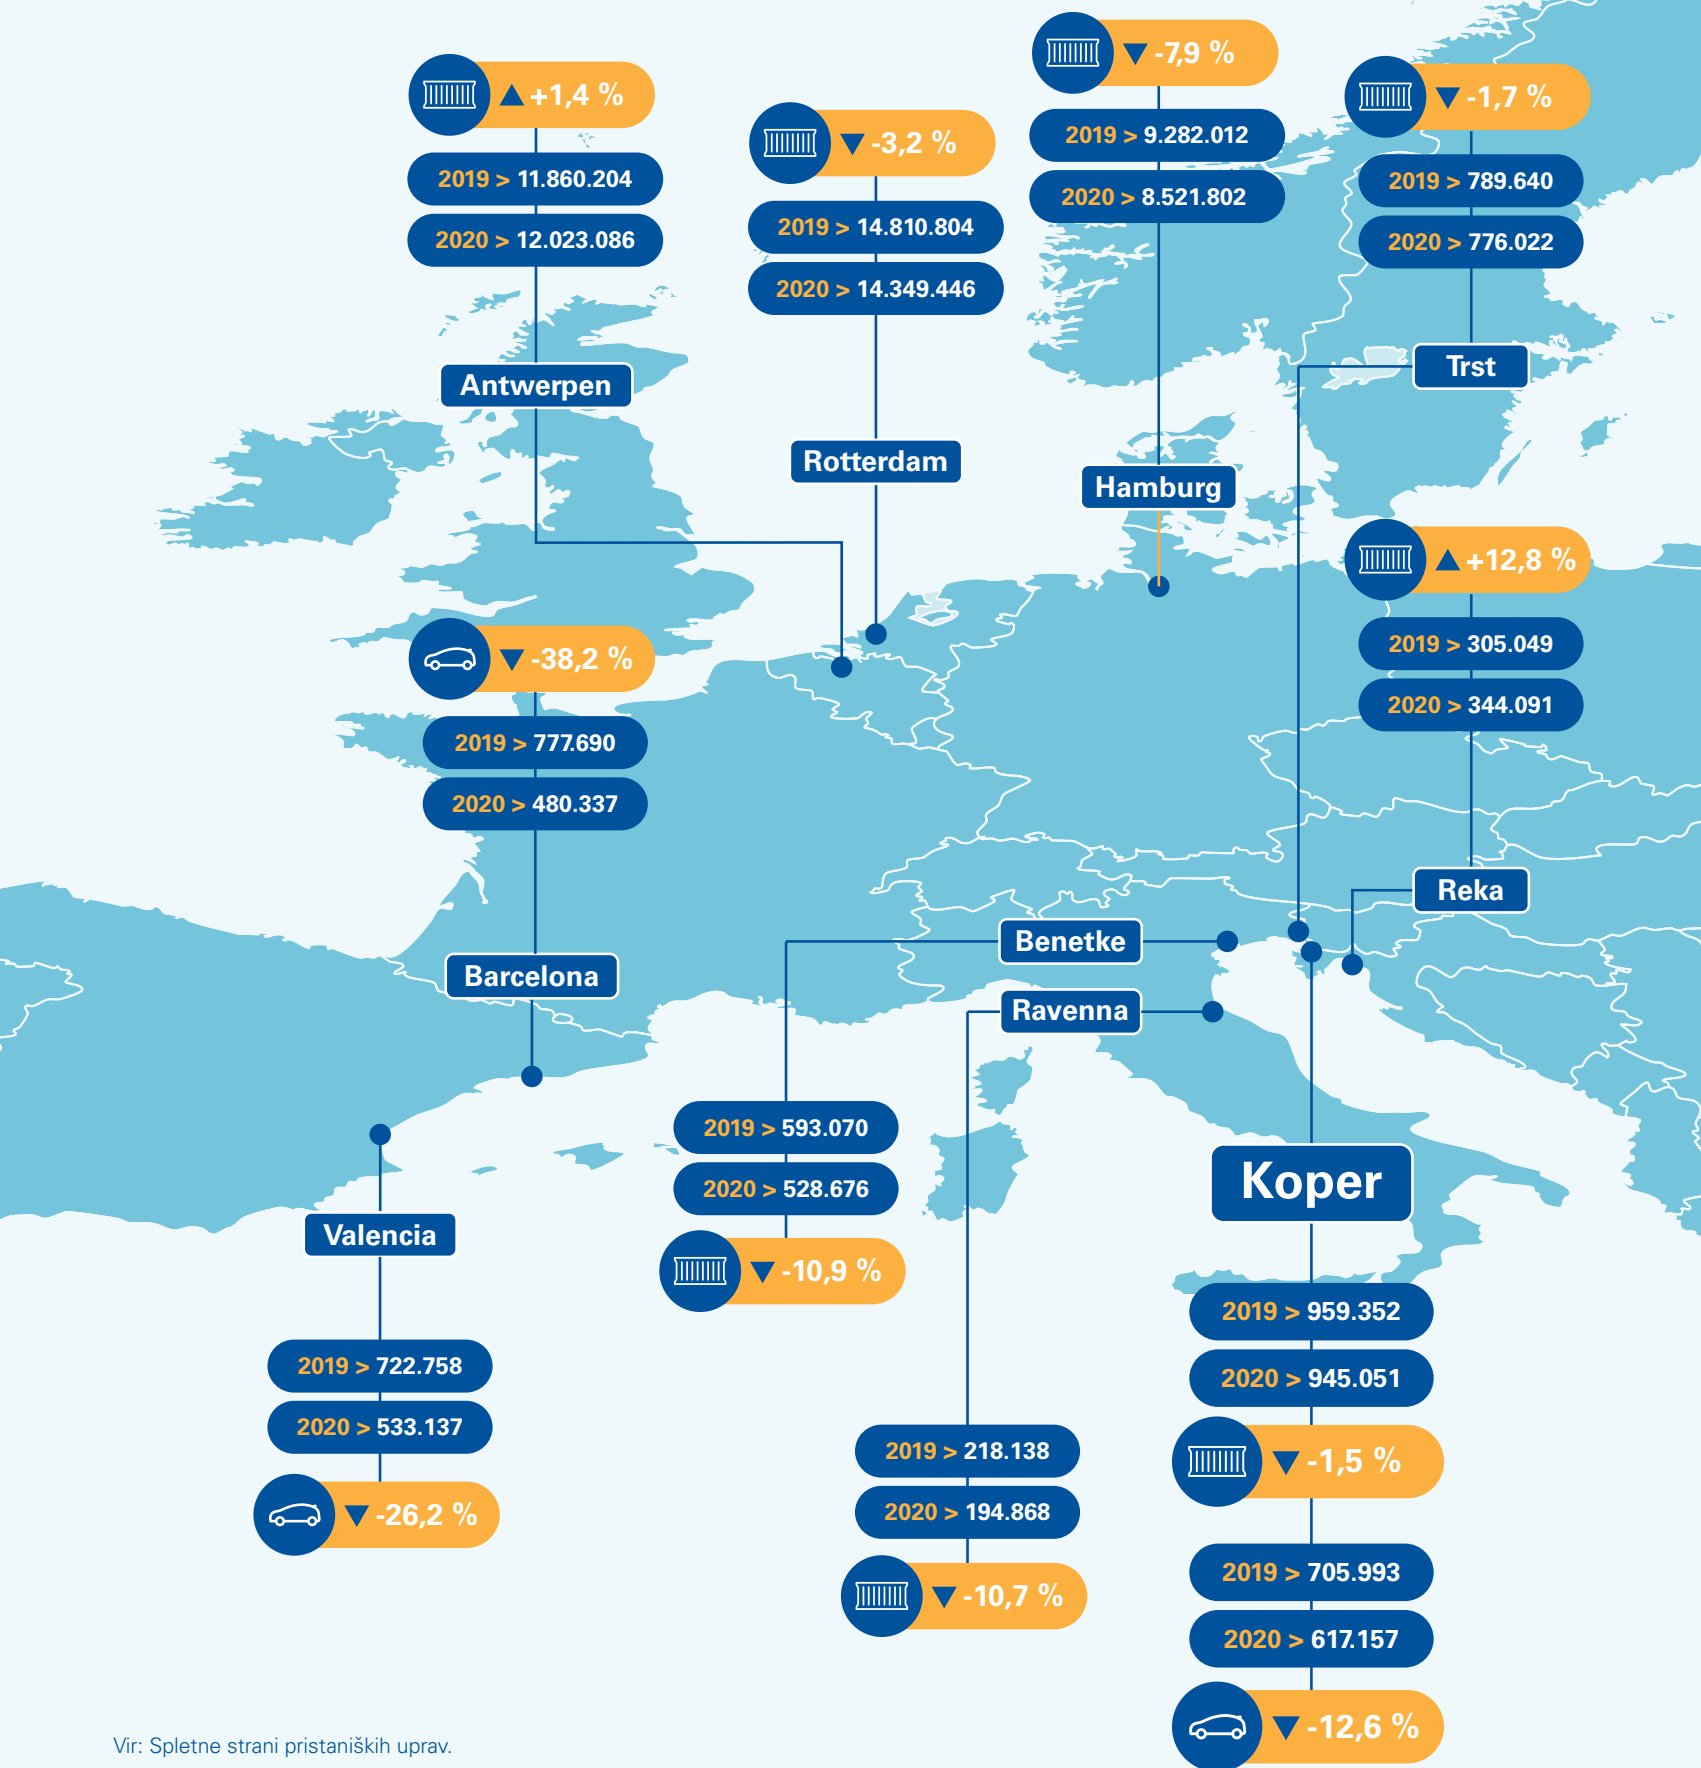 +1,4 %
2019 > 11.860.204
2020 > 12.023.086
Antwerpen
-3,2 %
2019 > 14.810.804
2020 > 14.349.446
Rotterdam
-7,9 %
2019 > 9.282.012
2020 > 8.521.802
Hamburg
-1,7 %
2019 > 789.640
2020 > 776.022
Trst
+12,8 %
2019 > 305.049
2020 > 344.091
Reka
-38,2 %
2019 > 777.690
2020 > 480.337
Barcelona
Benetke
2019 > 593.070
2020 > 528.676
-10,9 %
Ravenna
2019 > 218.138
2020 > 194.868
-10,7 %
Valencia
2019 > 722.758
2020 > 533.137
-26,2 %
Koper
2019 > 959.352
2020 > 945.051
-1,5 %
2019 > 705.993
2020 > 617.157
-12,6 %
Vir: Spletne strani pristaniških uprav.